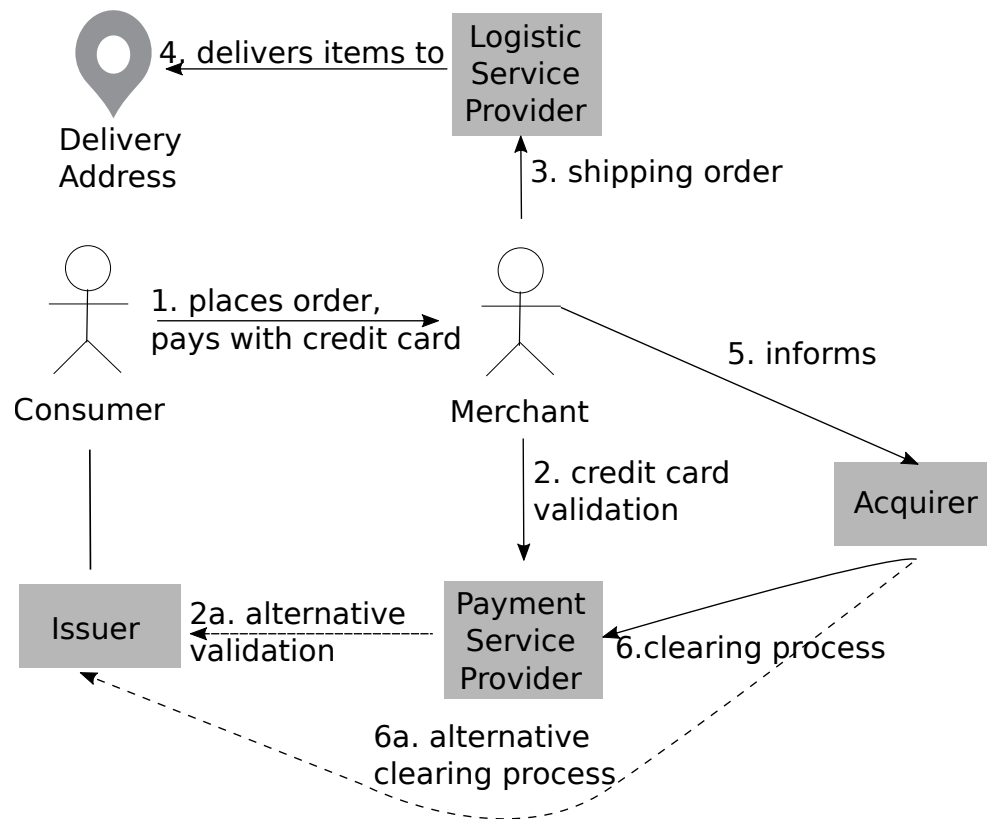 4. delivers items to
Logistic
Service
Provider
Delivery
Address
3. shipping order
1. places order,
pays with credit card
5. informs
Consumer
Merchant
2. credit card
validation
Acquirer
Issuer
2a. alternative
validation
Payment
Service
Provider
6.clearing process
6a. alternative
clearing process